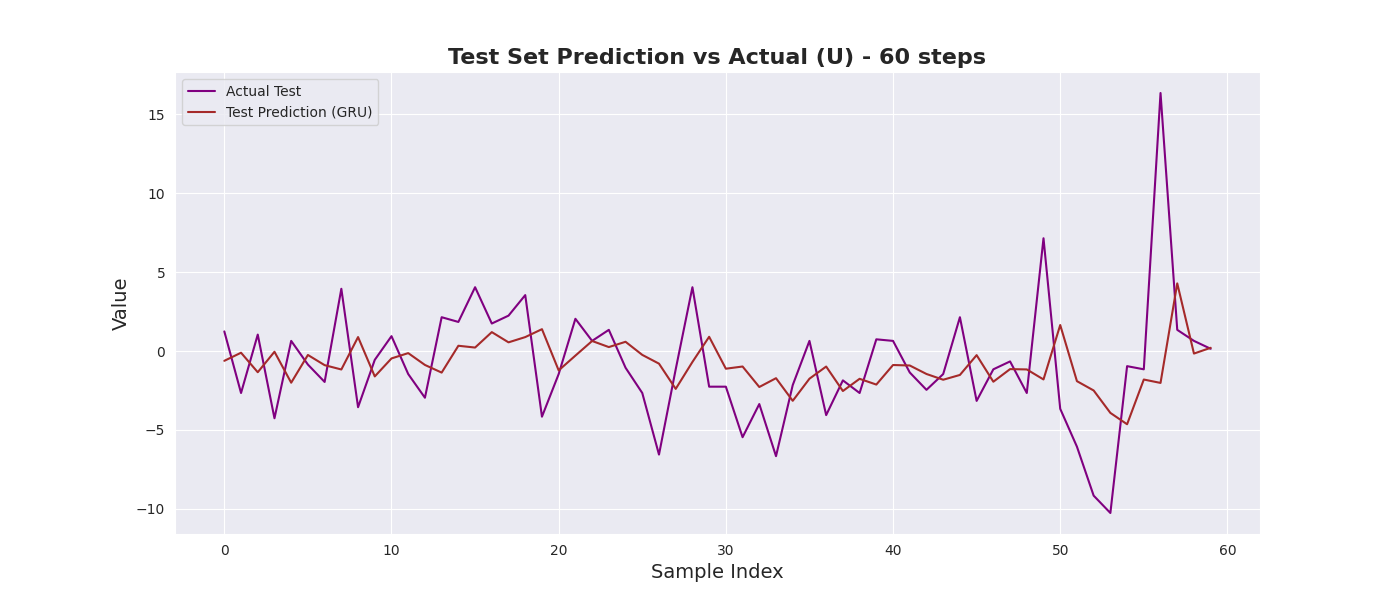 Test Set Prediction vs Actual (U) - 60 steps
Actual Test
Test Prediction (GRU)
Value
15
10
5
0
−5
−10
0 10 20 30 40 50 60
Sample Index